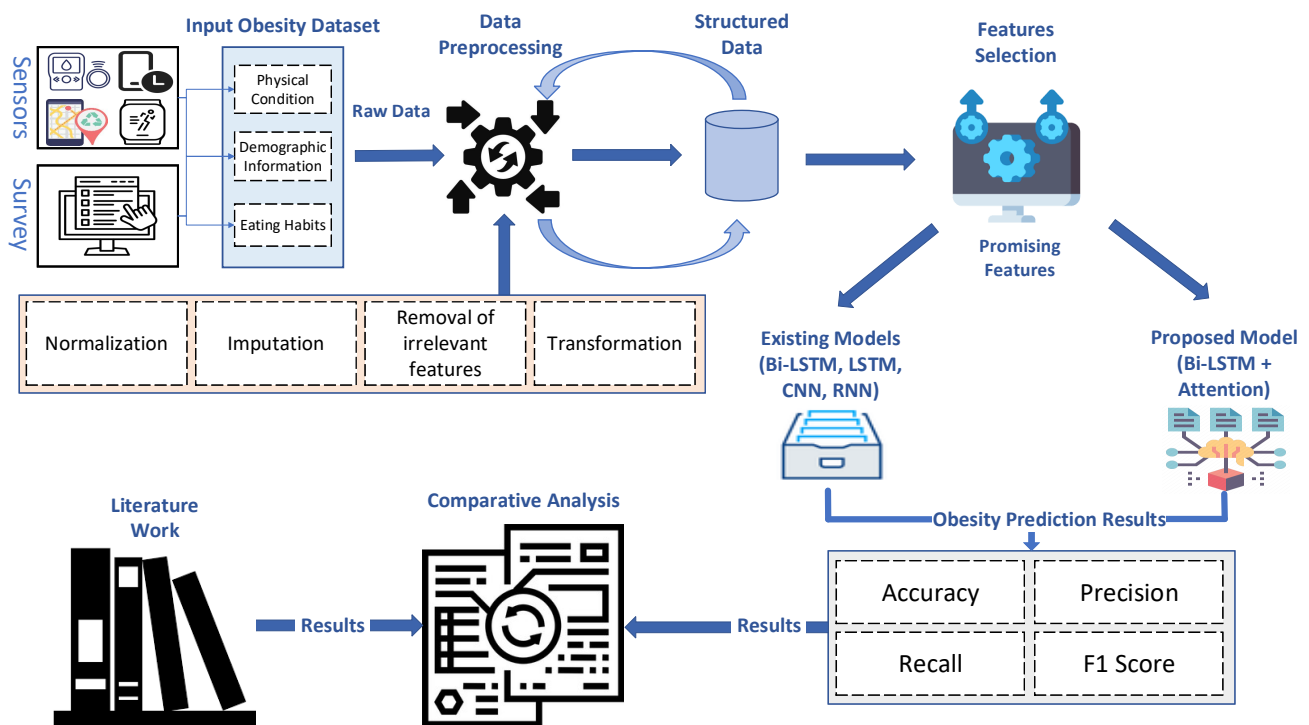 Input Obesity Dataset
Data
Preprocessing
Structured
Data
Features
Selection
Sensors
Survey
Physical
Condition
Demographic
Information
Eating Habits
Raw Data
Promising
Features
Normalization
Imputation
Removal of
irrelevant
features
Transformation
Existing Models
(Bi-LSTM, LSTM,
CNN, RNN)
Proposed Model
(Bi-LSTM +
Attention)
Literature
Work
Comparative Analysis
Obesity Prediction Results
Accuracy
Precision
Recall
F1 Score
Results
Results